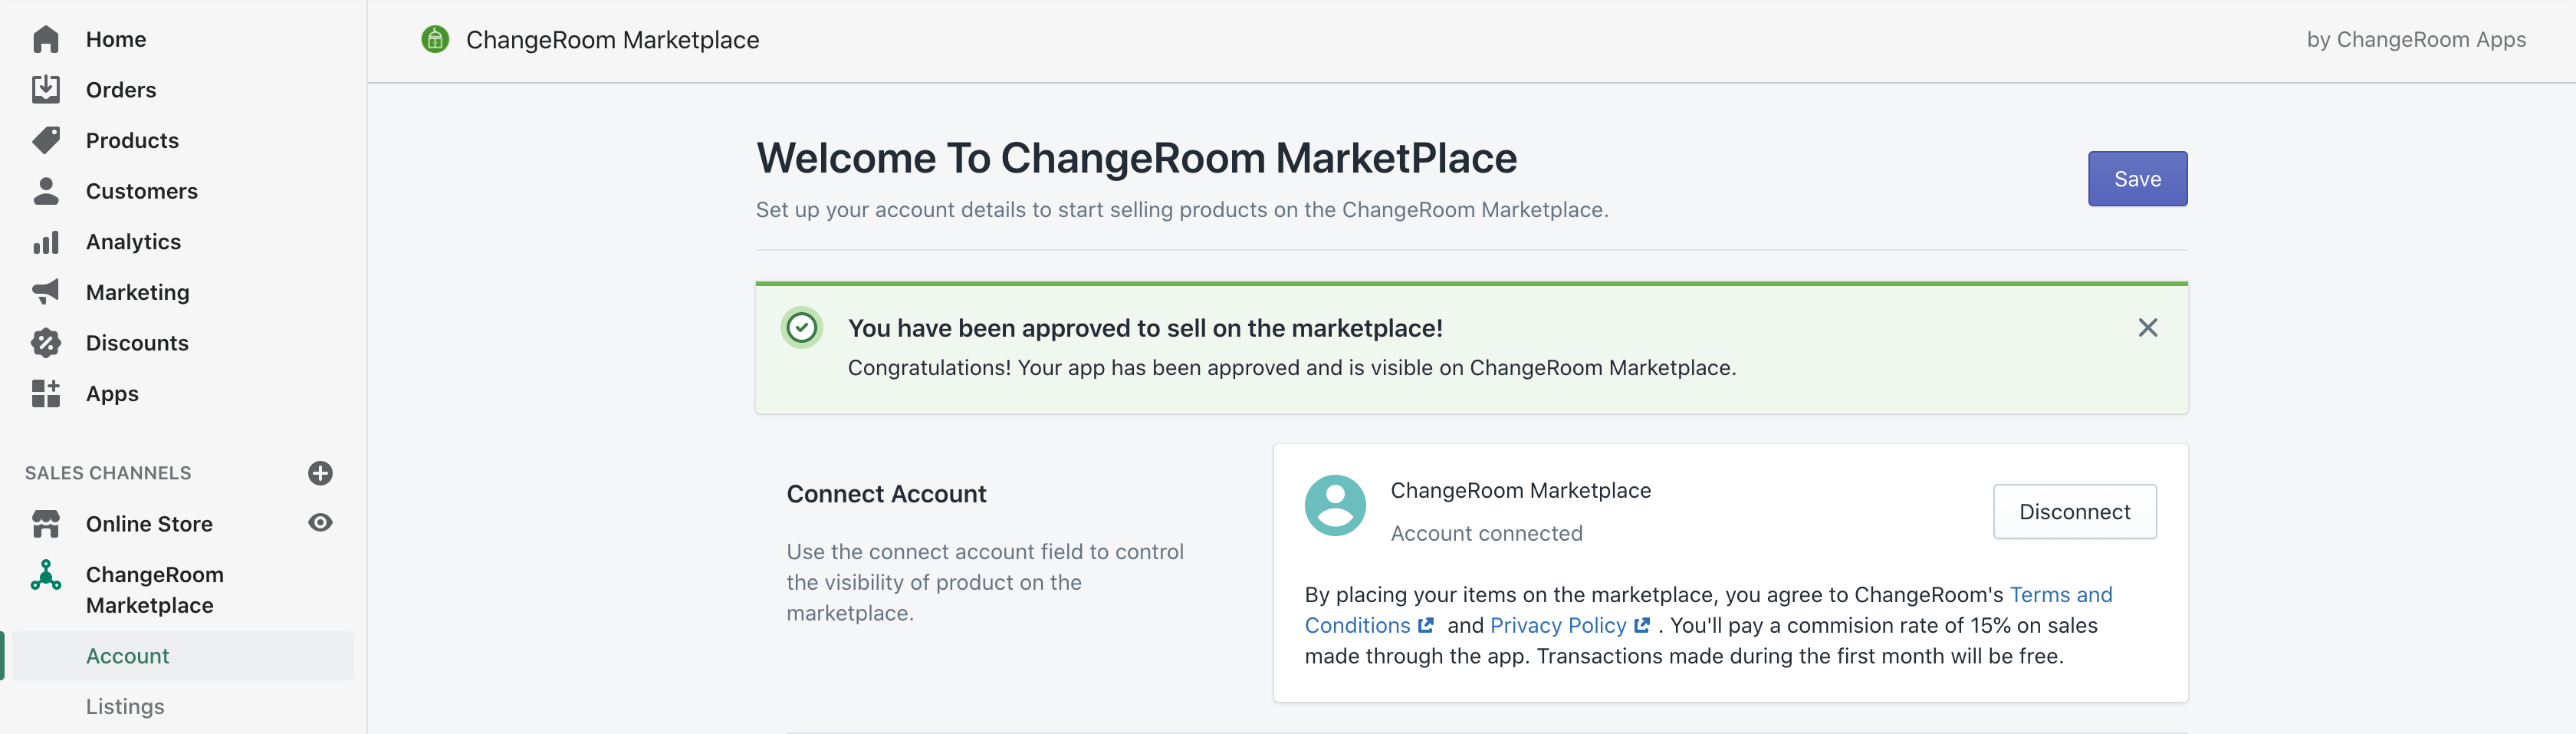 Home
Orders
Products
Customers
Analytics
Marketing
Discounts
Apps
SALES CHANNELS
Online Store
ChangeRoom
Marketplace
Account
Listings
ChangeRoom Marketplace
by ChangeRoom Apps
Welcome To ChangeRoom MarketPlace
Set up your account details to start selling products on the ChangeRoom Marketplace.
Save
You have been approved to sell on the marketplace!
Congratulations! Your app has been approved and is visible on ChangeRoom Marketplace.
Connect Account
Use the connect account field to control
the visibility of product on the
marketplace.
ChangeRoom Marketplace
Account connected
Disconnect
By placing your items on the marketplace, you agree to ChangeRoom's Terms and
Conditions and Privacy Policy . You'll pay a commision rate of 15% on sales
made through the app. Transactions made during the first month will be free.